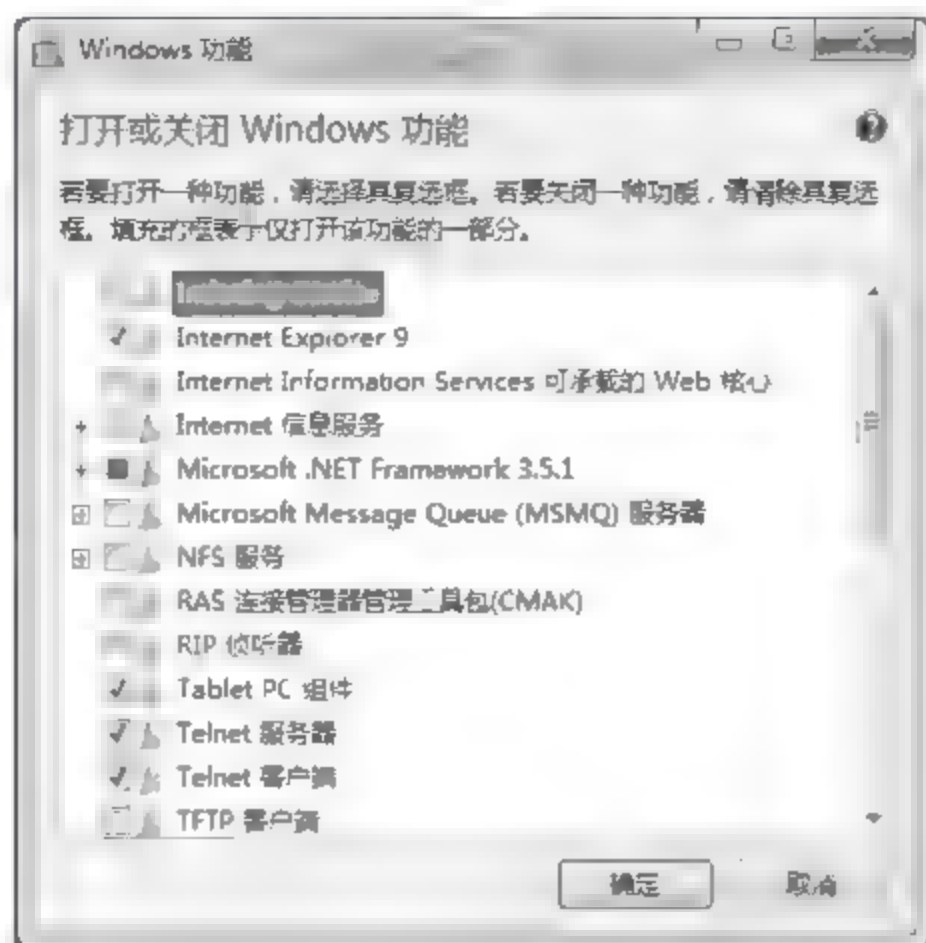 Windows 功能
打开或关闭 Windows 功能
若要打开一种功能，请选择其复选框。若要关闭一种功能，请清除其复选
框。填充的框表示仅打开该功能的一部分。
Internet Explorer 9
Internet Information Services 可承载的 Web 核心
Internet 信息服务
Microsoft .NET Framework 3.5.1
Microsoft Message Queue (MSMQ) 服务器
NFS 服务
RAS 连接管理器管理工具包(CMAK)
RIP 侦听器
Tablet PC 组件
Telnet 服务器
Telnet 客户端
TFTP 客户端
确定
取消